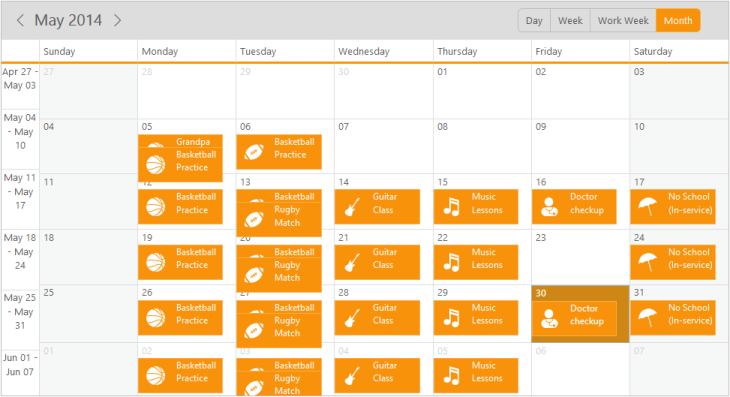 May 2014
Day Week Work Week Month
Sunday Monday Tuesday Wednesday Thursday Friday Saturday
Apr 27 -
May 03
27 28 29 30 01 02 03
May 04
- May
10
04 05 06 07 08 09 10
Grandpa
Basketball
Practice
Basketball
Practice
May 11
- May
17
11 12 13 14 15 16 17
Basketball
Practice
Basketball
Rugby
Match
Guitar
Class
Music
Lessons
Doctor
checkup
No School
(In-service)
May 18
- May
24
18 19 20 21 22 23 24
Basketball
Practice
Basketball
Rugby
Match
Guitar
Class
Music
Lessons
No School
(In-service)
May 25
- May
31
25 26 27 28 29 30 31
Basketball
Practice
Basketball
Rugby
Match
Guitar
Class
Music
Lessons
Doctor
checkup
No School
(In-service)
Jun 01 -
Jun 07
01 02 03 04 05 06 07
Basketball
Practice
Basketball
Rugby
Match
Guitar
Class
Music
Lessons